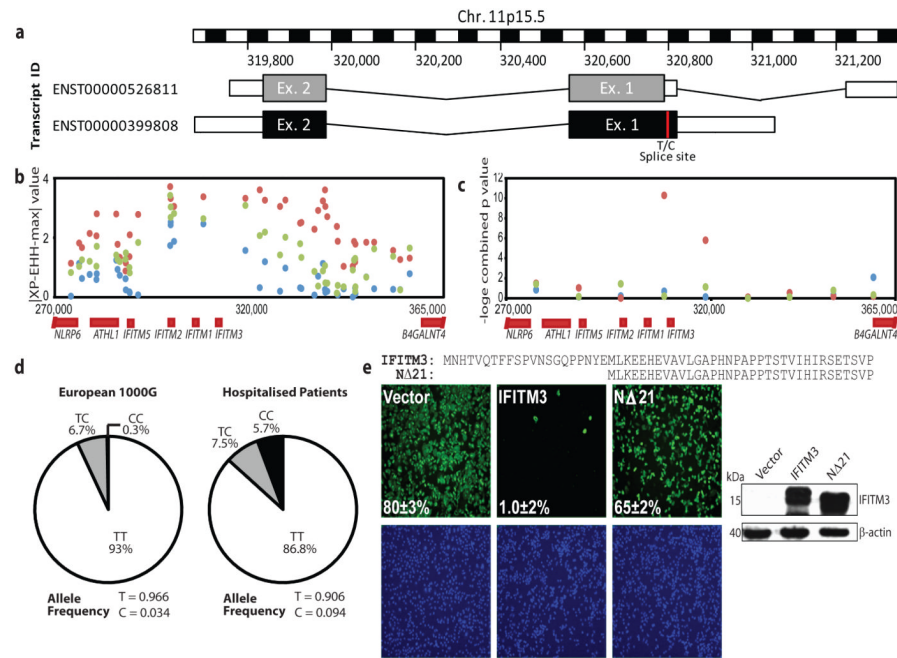 Chr. 11p15.5
a
319,800 320,000 320,200 320,400 320,600 320,800 321,000 321,200
Transcript ID
ENST00000526811
Ex. 2
Ex. 1
ENST00000399808
Ex. 2
Ex. 1
T/C
Splice site
b
|XP-EHH-max| value
4
2
0
270,000 320,000 365,000
NLRP6 ATHL1 IFITM5 IFITM2 IFITM1 IFITM3 B4GALNT4
c
-loge combined p value
12
10
8
6
4
2
0
270,000 320,000 365,000
NLRP6 ATHL1 IFITM5 IFITM2 IFITM1 IFITM3 B4GALNT4
d
European 1000G
TC
6.7%
CC
0.3%
TT
93%
Allele
Frequency
T = 0.966
C = 0.034
Hospitalised Patients
TC
7.5%
CC
5.7%
TT
86.8%
Allele
Frequency
T = 0.906
C = 0.094
e
IFITM3: MNHTVQTFFSPVNSGQPPNYEMLKEEHEVAVLGAPHNPAPPTSTVIHIRSETSVP
NΔ21: MLKEEHEVAVLGAPHNPAPPTSTVIHIRSETSVP
Vector
80±3%
IFITM3
1.0±2%
NΔ21
65±2%
Vector
IFITM3
NΔ21
kDa
15
IFITM3
40
β-actin